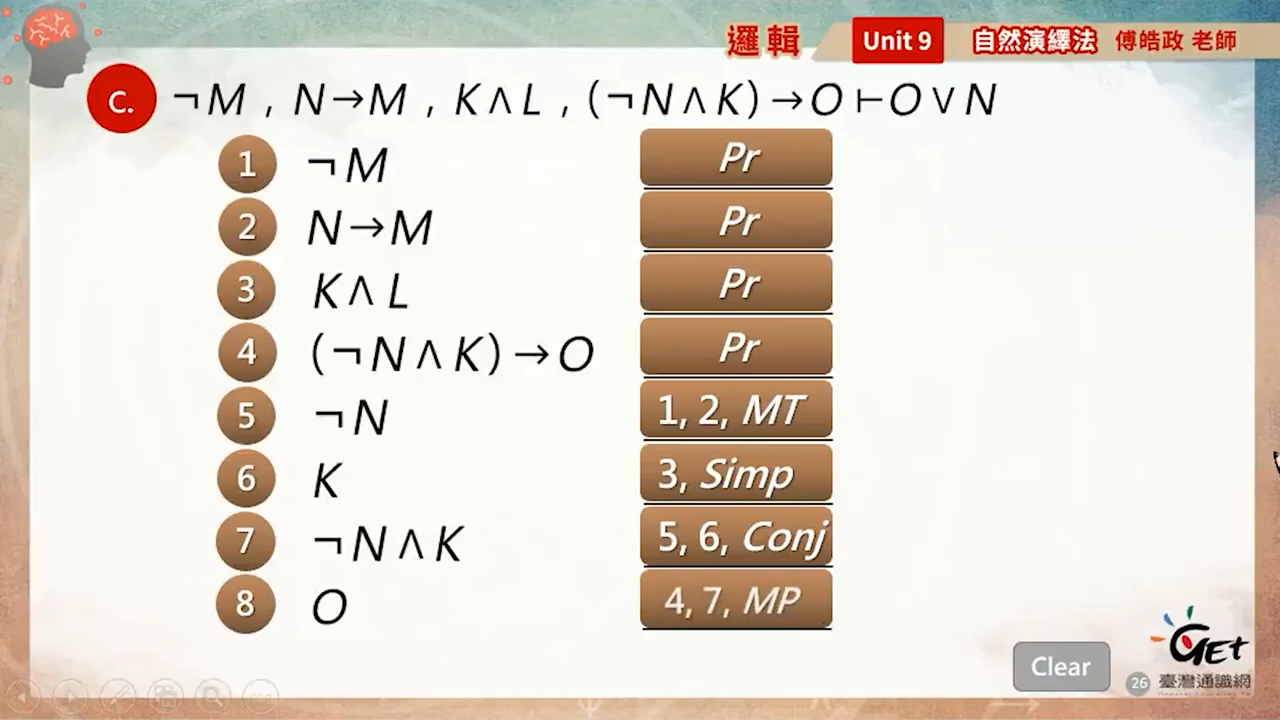 邏輯 Unit 9 自然演繹法 傅皓政 老師
C. ¬M , N→M , K∧L , (¬N∧K)→O⊢O∨N
1 ¬M Pr
2 N→M Pr
3 K∧L Pr
4 (¬N∧K)→O Pr
5 ¬N 1, 2, MT
6 K 3, Simp
7 ¬N∧K 5, 6, Conj
8 O 4, 7, MP
GET
Clear 26 臺灣通識網